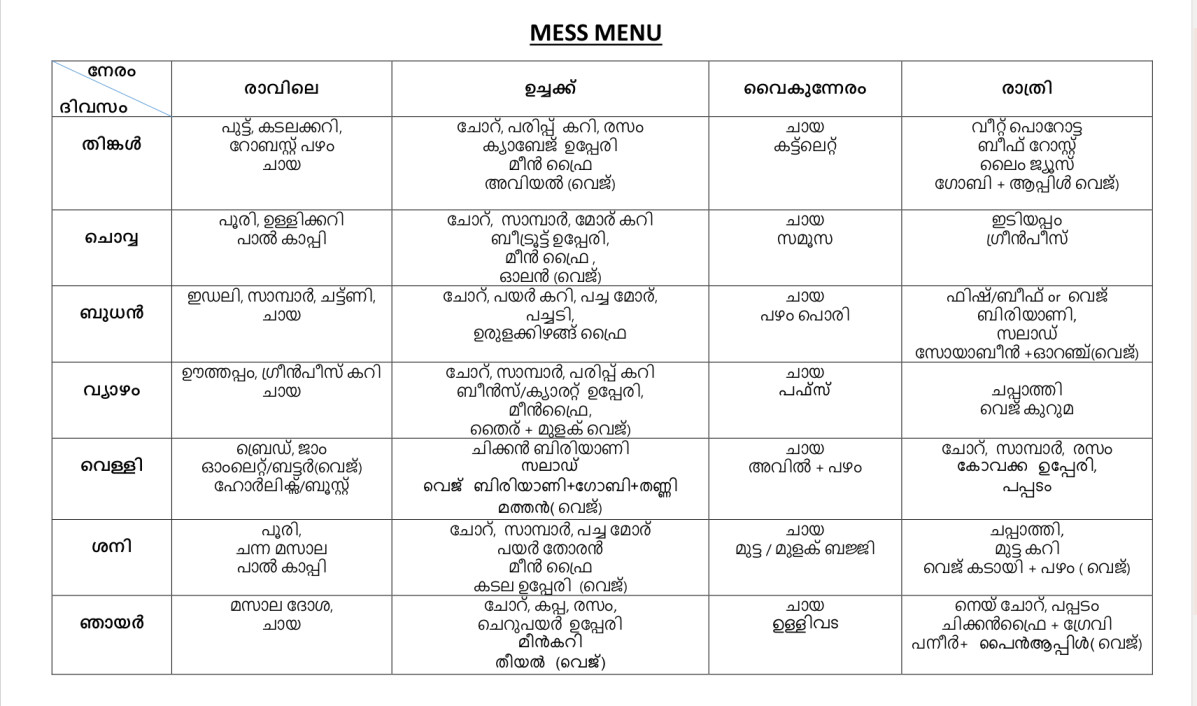 MESS MENU
നേരം
ദിവസം
രാവിലെ
ഉച്ചക്ക്
വൈകുന്നേരം
രാത്രി
തിങ്കൾ
പുട്ട്, കടലക്കറി,
റോബസ്റ്റ് പഴം
ചായ
ചോറ്, പരിപ്പ് കറി, രസം
ക്യാബേജ് ഉപ്പേരി
മീൻ ഫ്രൈ
അവിയൽ (വെജ്)
ചായ
കട്ട്ലെറ്റ്
വീറ്റ് പൊറോട്ട
ബീഫ് റോസ്റ്റ്
ലൈം ജ്യൂസ്
ഗോബി + ആപ്പിൾ വെജ്)
ചൊവ്വ
പൂരി, ഉള്ളിക്കറി
പാൽ കാപ്പി
ചോറ്, സാമ്പാർ, മോര് കറി
ബീട്രൂട്ട് ഉപ്പേരി,
മീൻ ഫ്രൈ ,
ഓലൻ (വെജ്)
ചായ
സമൂസ
ഇടിയപ്പം
ഗ്രീൻപീസ്
ബുധൻ
ഇഡലി, സാമ്പാർ, ചട്ട്ണി,
ചായ
ചോറ്, പയർ കറി, പച്ച മോര്,
പച്ചടി,
ഉരുളക്കിഴങ്ങ് ഫ്രൈ
ചായ
പഴം പൊരി
ഫിഷ്/ബീഫ് or വെജ്
ബിരിയാണി,
സലാഡ്
സോയാബീൻ +ഓറഞ്ച്(വെജ്)
വ്യാഴം
ഊത്തപ്പം, ഗ്രീൻപീസ് കറി
ചായ
ചോറ്, സാമ്പാർ, പരിപ്പ് കറി
ബീൻസ്/ക്യാരറ്റ് ഉപ്പേരി,
മീൻഫ്രൈ,
തൈര് + മുളക് വെജ്)
ചായ
പഫ്സ്
ചപ്പാത്തി
വെജ് കുറുമ
വെള്ളി
ബ്രെഡ്, ജാം
ഓംലെറ്റ്/ബട്ടർ(വെജ്)
ഹോർലിക്സ്/ബൂസ്റ്റ്
ചിക്കൻ ബിരിയാണി
സലാഡ്
വെജ് ബിരിയാണി+ഗോബി+തണ്ണി
മത്തൻ( വെജ്)
ചായ
അവിൽ + പഴം
ചോറ്, സാമ്പാർ, രസം
കോവക്ക ഉപ്പേരി,
പപ്പടം
ശനി
പൂരി,
ചന്ന മസാല
പാൽ കാപ്പി
ചോറ്, സാമ്പാർ, പച്ച മോര്
പയർ തോരൻ
മീൻ ഫ്രൈ
കടല ഉപ്പേരി (വെജ്)
ചായ
മുട്ട / മുളക് ബജ്ജി
ചപ്പാത്തി,
മുട്ട കറി
വെജ് കടായി + പഴം ( വെജ്)
ഞായർ
മസാല ദോശ,
ചായ
ചോറ്, കപ്പ, രസം,
ചെറുപയർ ഉപ്പേരി
മീൻകറി
തീയൽ (വെജ്)
ചായ
ഉള്ളിവട
നെയ് ചോറ്, പപ്പടം
ചിക്കൻഫ്രൈ + ഗ്രേവി
പനീർ+ പൈൻആപ്പിൾ( വെജ്)